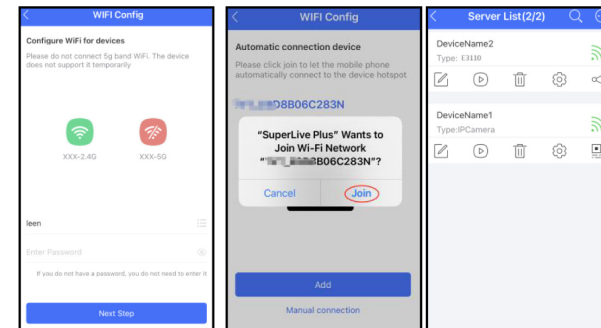 WIFI Config
Configure WiFi for devices
Please do not connect 5g band WiFi. The device
does not support it temporarily
XXX-2.4G
XXX-5G
leen
Enter Password
If you do not have a password, you do not need to enter it
Next Step
WIFI Config
Automatic connection device
Please click join to let the mobile phone
automatically connect to the device hotspot
D8B06C283N
“SuperLive Plus” Wants to
Join Wi-Fi Network
B06C283N”?
Cancel
Join
Add
Manual connection
Server List(2/2)
DeviceName2
Type: E3110
DeviceName1
Type:IPCamera